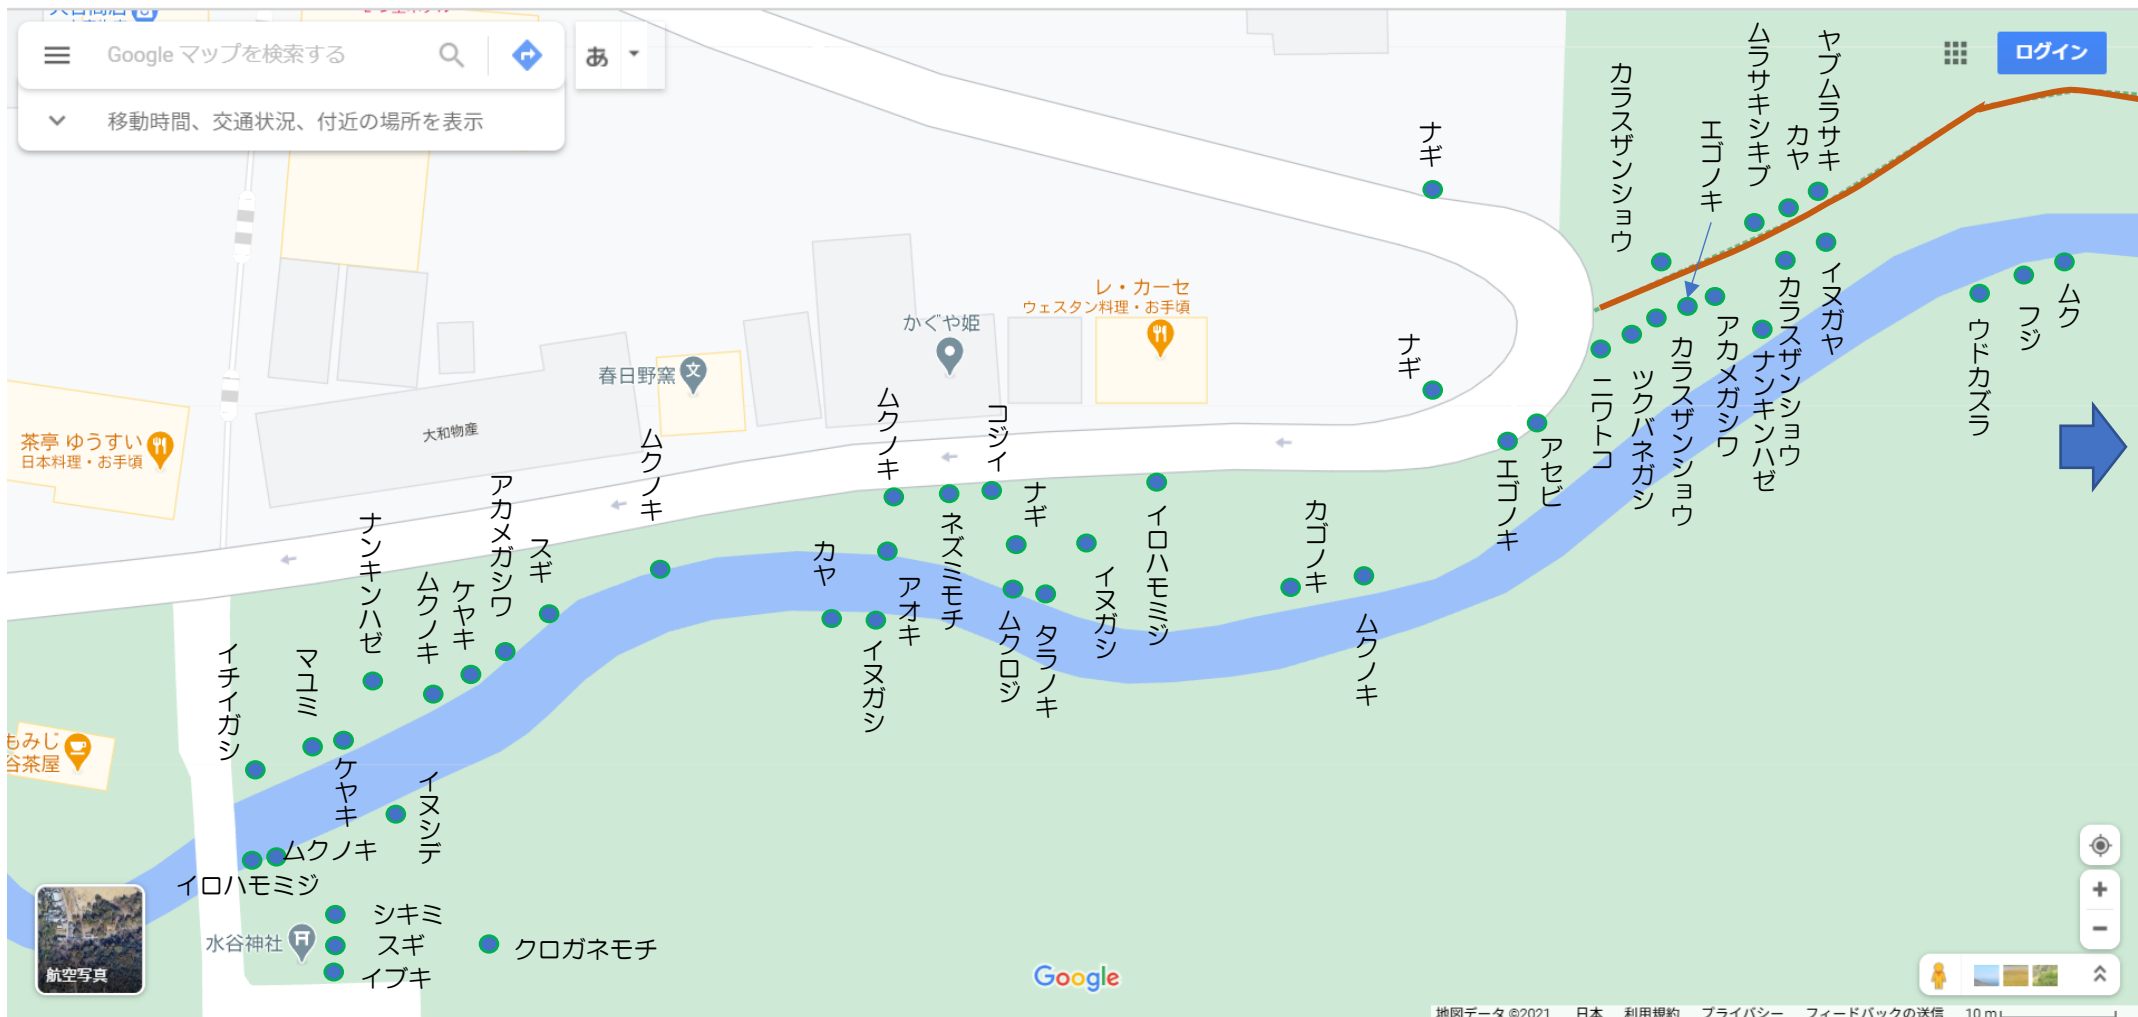 Google マップを検索する
あ
移動時間、交通状況、付近の場所を表示
ログイン
ナギ
カラスザンショウ
エゴノキ
ムラサキシキブ
カヤ
ヤブムラサキ
レ・カーセ
ウェスタン料理・お手頃
かぐや姫
春日野窯
大和物産
茶亭 ゆうすい
日本料理・お手頃
ナギ
ニワトコ
ツクバネガシ
カラスザンショウ
アカメガシワ
ナンキンハゼ
カラスザンショウ
イヌガヤ
ウドカズラ
フジ
ムク
エゴノキ
アセビ
ムクノキ
コジイ
ムクノキ
ナンキンハゼ
ムクノキ
ケヤキ
アカメガシワ
スギ
カヤ
アオキ
イヌガシ
ネズミモチ
ナギ
ムクロジ
タラノキ
イヌガシ
イロハモミジ
カゴノキ
ムクノキ
イチイガシ
マユミ
ケヤキ
イヌシデ
もみじ
谷茶屋
ムクノキ
イロハモミジ
シキミ
水谷神社
スギ
イブキ
クロガネモチ
航空写真
Google
地図データ ©2021 日本 利用規約 プライバシー フィードバックの送信 10 m